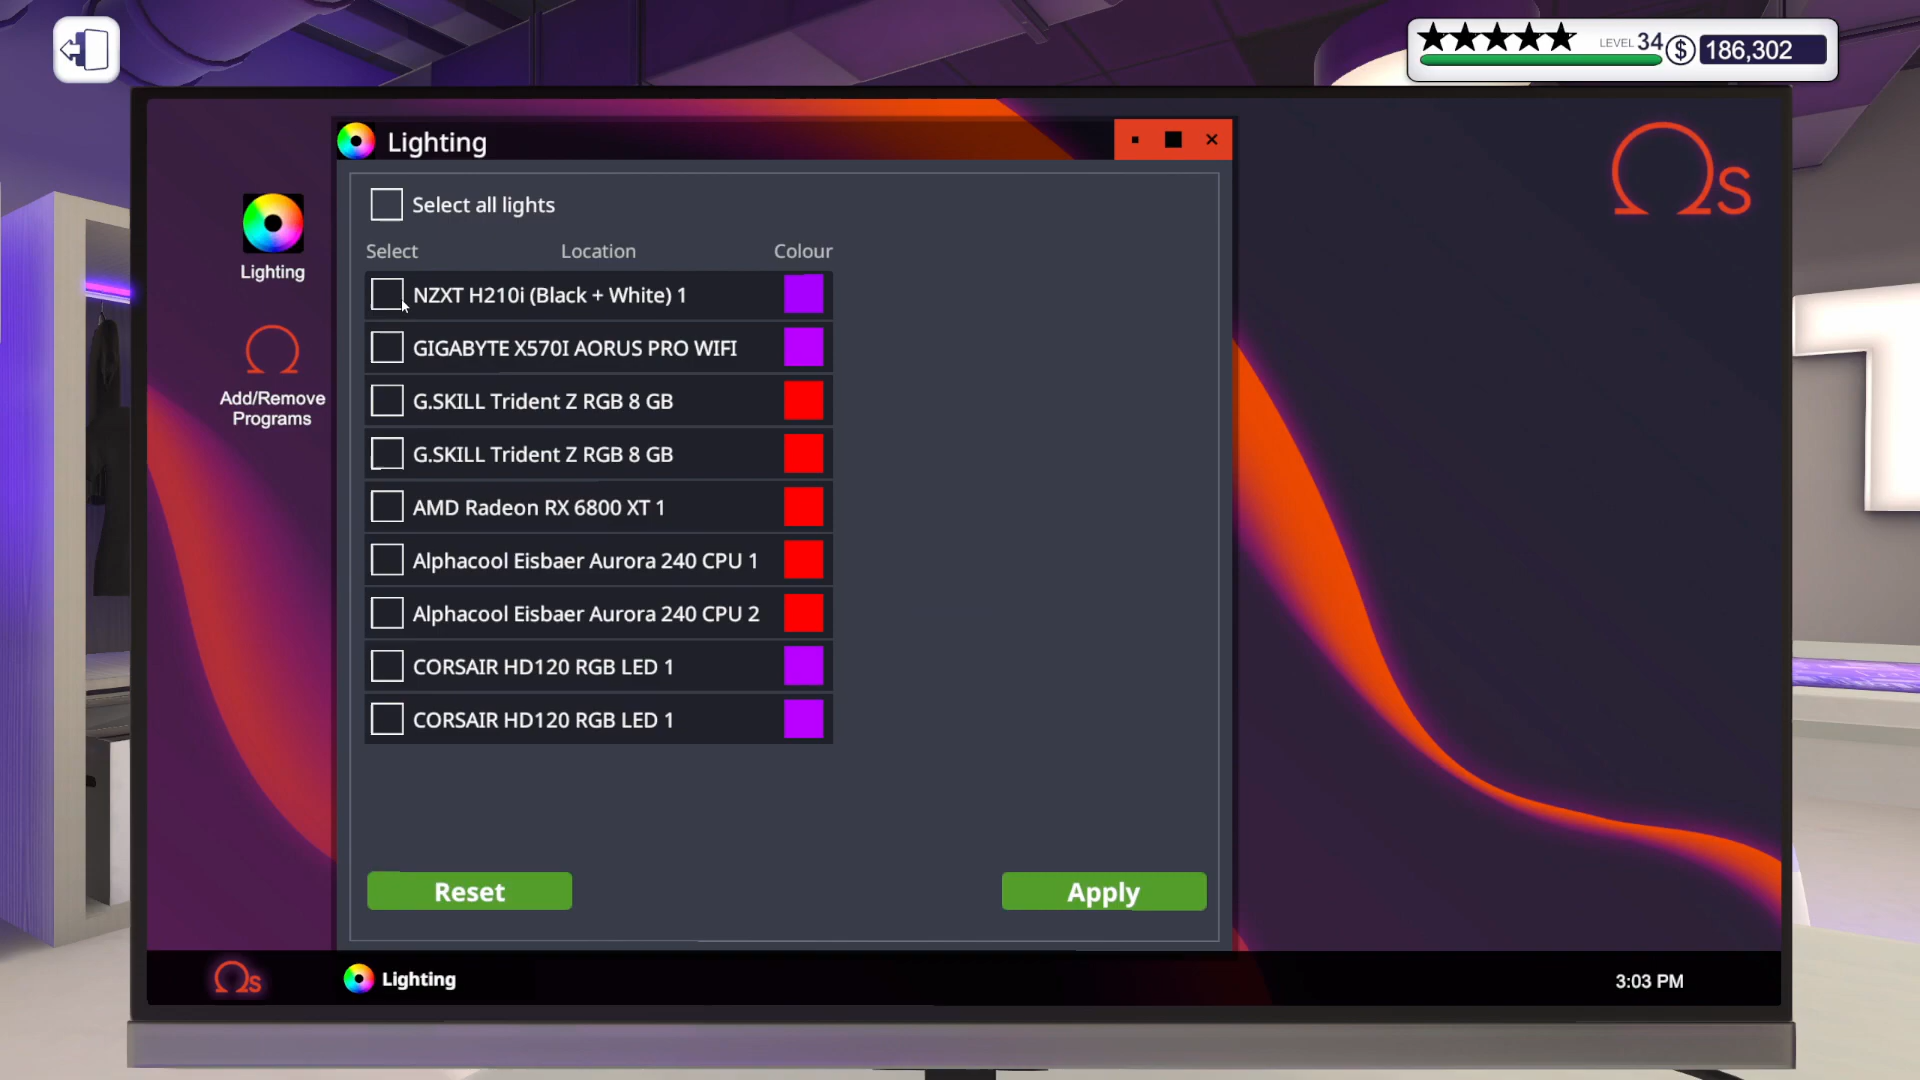 LEVEL 34 $ 186,302
Lighting
Ωs
Select all lights
Select Location Colour
Lighting
NZXT H210i (Black + White) 1
GIGABYTE X570I AORUS PRO WIFI
Add/Remove
Programs
G.SKILL Trident Z RGB 8 GB
G.SKILL Trident Z RGB 8 GB
AMD Radeon RX 6800 XT 1
Alphacool Eisbaer Aurora 240 CPU 1
Alphacool Eisbaer Aurora 240 CPU 2
CORSAIR HD120 RGB LED 1
CORSAIR HD120 RGB LED 1
Reset Apply
Ωs Lighting 3:03 PM